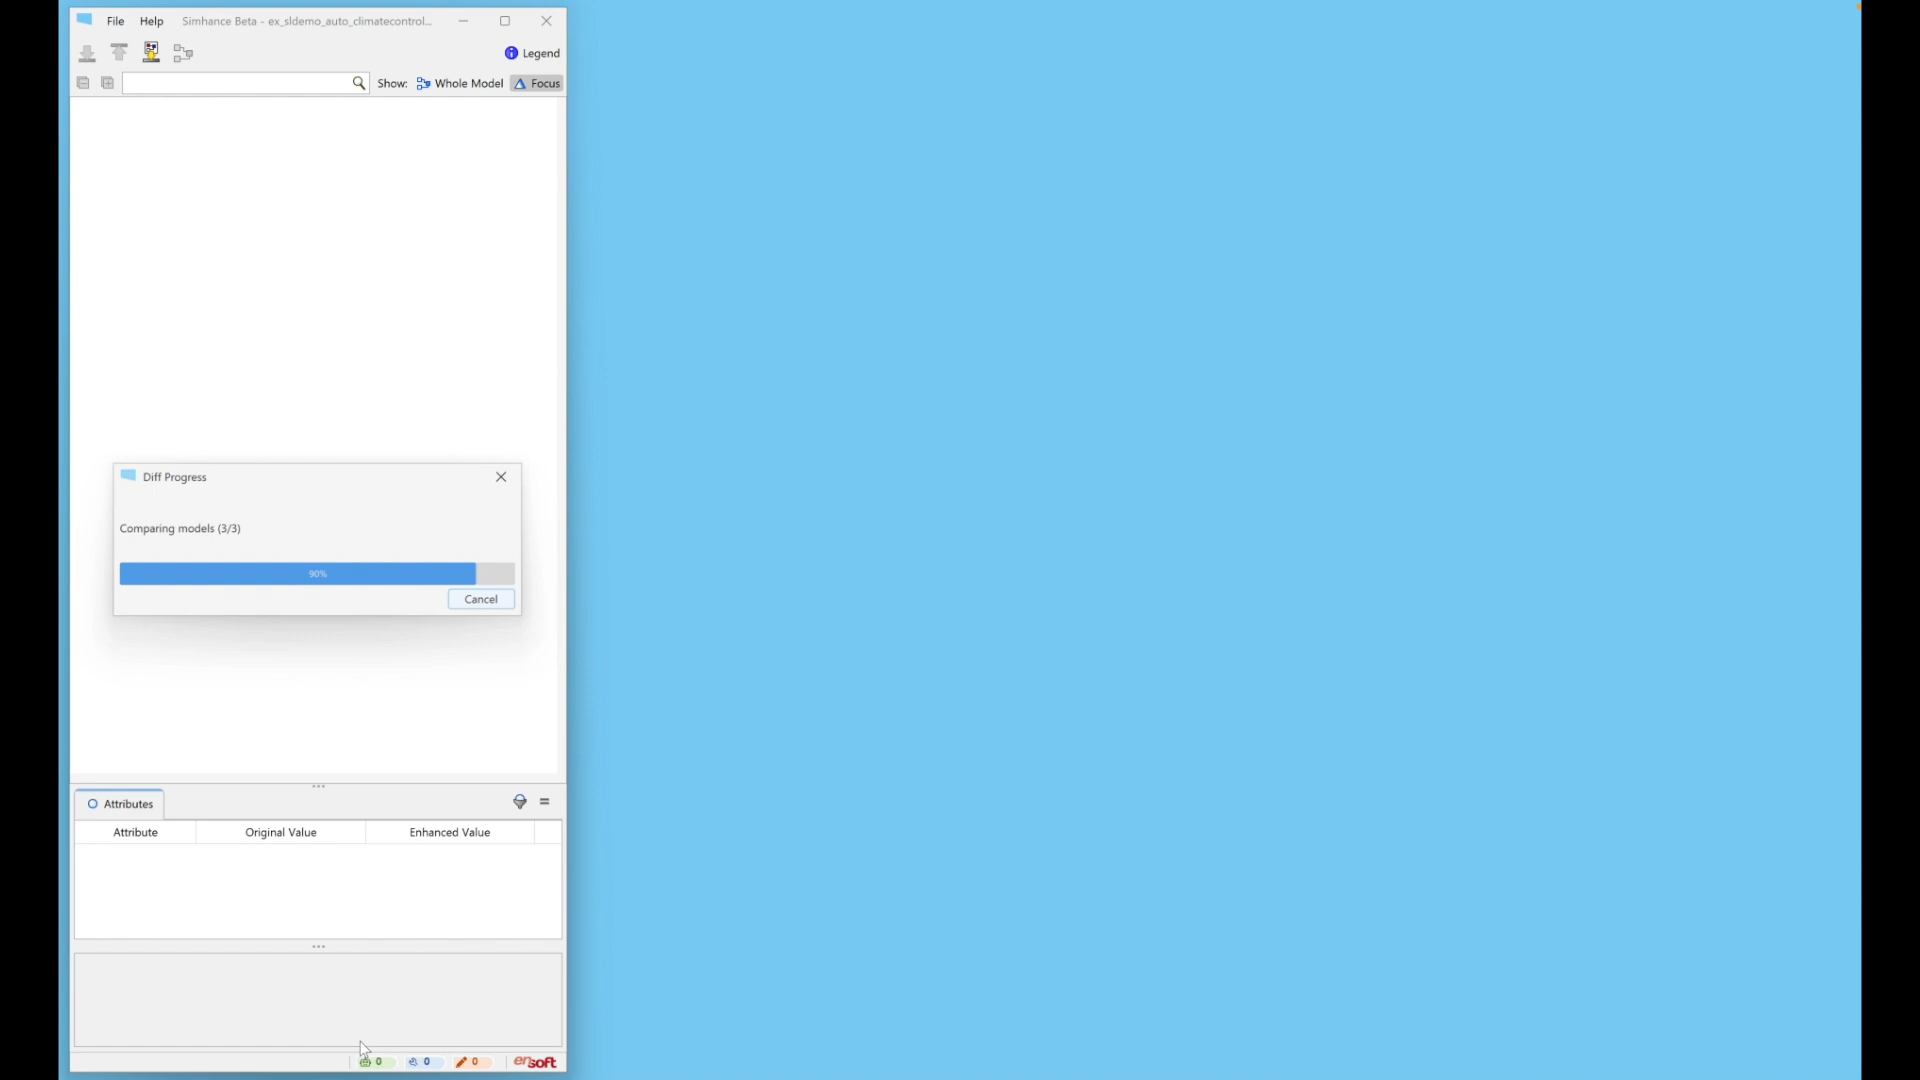 File Help Simhance Beta - ex_sldemo_auto_climatecontrol...
Legend
Show: Whole Model Focus
Diff Progress
Comparing models (3/3)
90%
Cancel
Attributes
Attribute Original Value Enhanced Value
0 0 0 ensoft